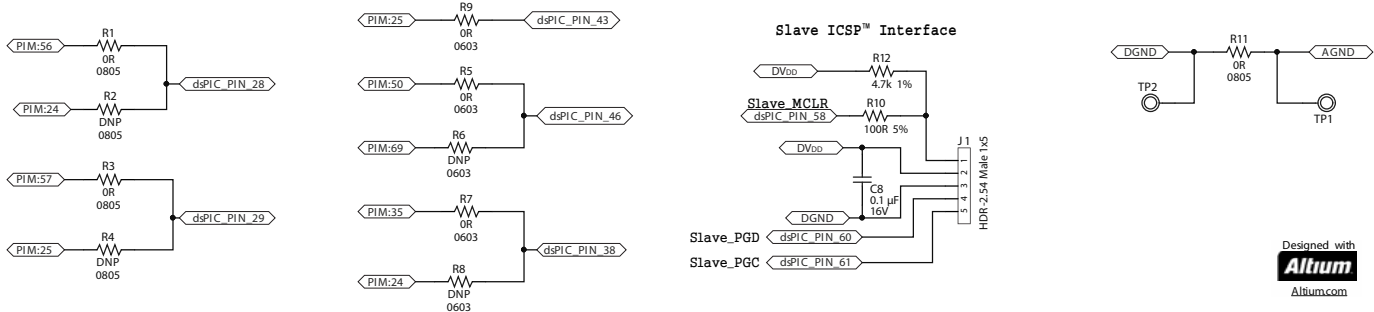 PIM:56
R1
0R
0805
dsPIC_PIN_28
PIM:24
R2
DNP
0805
PIM:57
R3
0R
0805
dsPIC_PIN_29
PIM:25
R4
DNP
0805
PIM:25
R9
0R
0603
dsPIC_PIN_43
PIM:50
R5
0R
0603
dsPIC_PIN_46
PIM:69
R6
DNP
0603
PIM:35
R7
0R
0603
dsPIC_PIN_38
PIM:24
R8
DNP
0603
Slave ICSP™ Interface
DVDD
R12
4.7k 1%
Slave_MCLR
dsPIC_PIN_58
R10
100R 5%
DVDD
C8
0.1 µF
16V
DGND
Slave_PGD
dsPIC_PIN_60
Slave_PGC
dsPIC_PIN_61
J1
1
2
3
4
5
HDR-2.54 Male 1x5
DGND
R11
0R
0805
AGND
TP2
TP1
Designed with
Altium
Altium.com